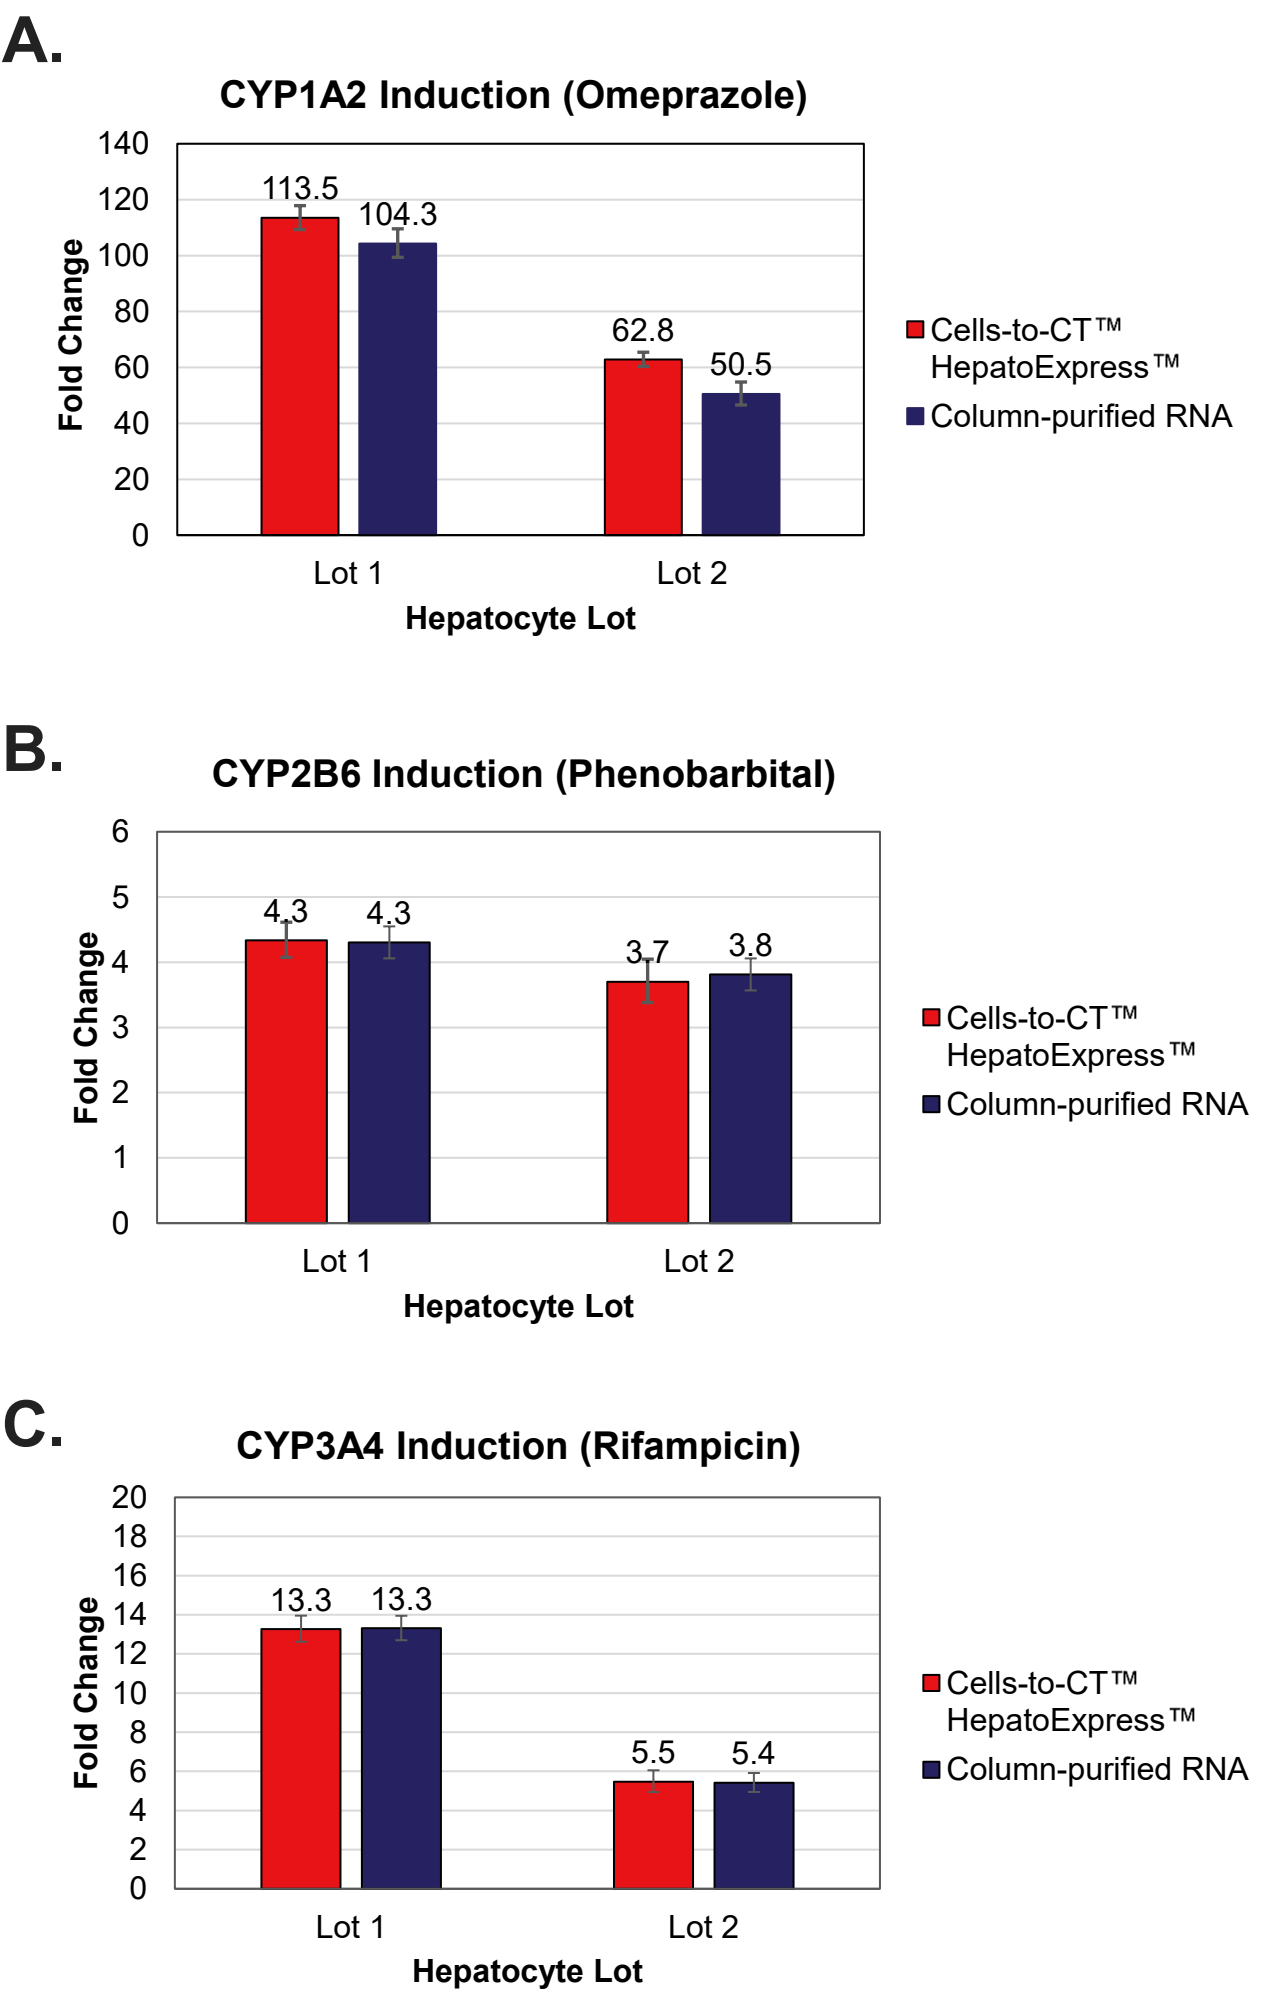 A.
CYP1A2 Induction (Omeprazole)
140
120
100
80
60
40
20
0
Fold Change
113.5
104.3
62.8
50.5
Lot 1
Lot 2
Hepatocyte Lot
Cells-to-CT™
HepatoExpress™
Column-purified RNA
B.
CYP2B6 Induction (Phenobarbital)
6
5
4
3
2
1
0
Fold Change
4.3
4.3
3.7
3.8
Lot 1
Lot 2
Hepatocyte Lot
Cells-to-CT™
HepatoExpress™
Column-purified RNA
C.
CYP3A4 Induction (Rifampicin)
20
18
16
14
12
10
8
6
4
2
0
Fold Change
13.3
13.3
5.5
5.4
Lot 1
Lot 2
Hepatocyte Lot
Cells-to-CT™
HepatoExpress™
Column-purified RNA